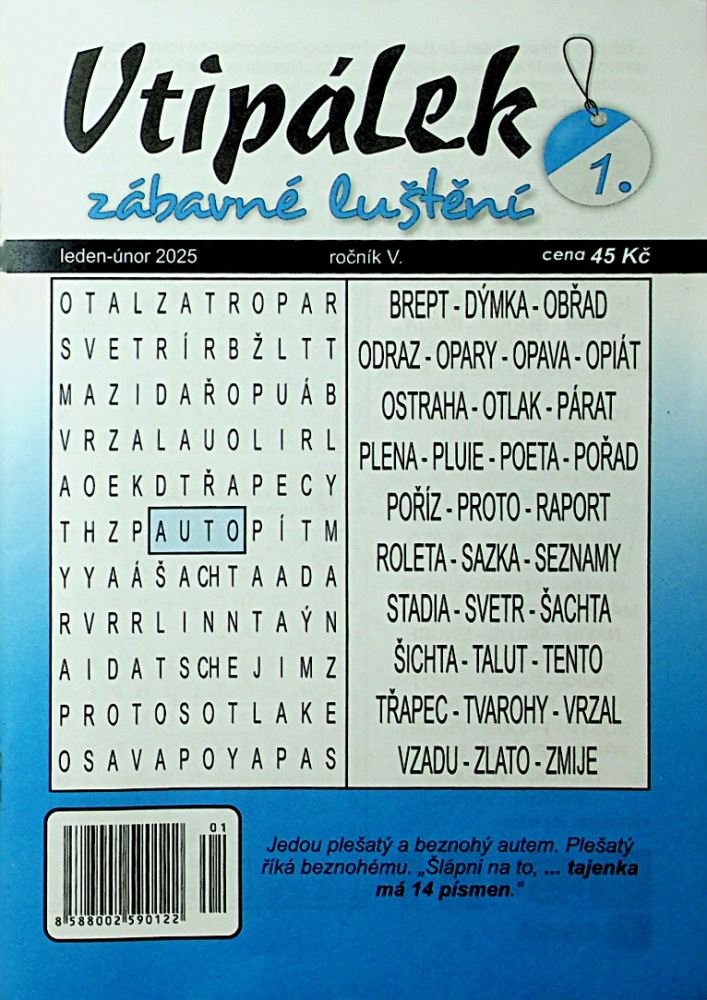 Vtipálek
zábavné luštění
1.
leden-únor 2025 ročník V. cena 45 Kč
O T A L Z A T R O P A R
S V E T R Í R B Ž L T T
M A Z I D A Ř O P U Á B
V R Z A L A U O L I R L
A O E K D T Ř A P E C Y
T H Z P A U T O P Í T M
Y Y A Á Š A CH T A A D A
R V R R L I N N T A Ý N
A I D A T S CH E J I M Z
P R O T O S O T L A K E
O S A V A P O Y A P A S
BREPT - DÝMKA - OBŘAD
ODRAZ - OPARY - OPAVA - OPIÁT
OSTRAHA - OTLAK - PÁRAT
PLENA - PLUIE - POETA - POŘAD
POŘÍZ - PROTO - RAPORT
ROLETA - SAZKA - SEZNAMY
STADIA - SVETR - ŠACHTA
ŠICHTA - TALUT - TENTO
TŘAPEC - TVAROHY - VRZAL
VZADU - ZLATO - ZMIJE
01
8 588002 590122
Jedou plešatý a beznohý autem. Plešatý
říká beznohému. „Šlápni na to, ... tajenka
má 14 písmen.“